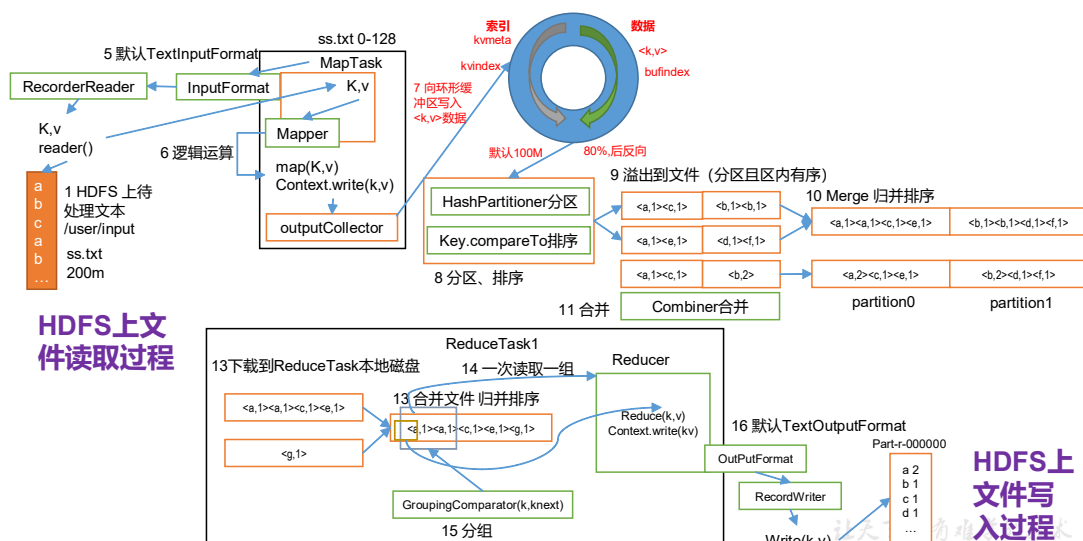 5 默认TextInputFormat
RecorderReader
InputFormat
K,v
reader()
a
b
c
a
b
...
1 HDFS 上待
处理文本
/user/input
ss.txt
200m
HDFS上文
件读取过程
ss.txt 0-128
MapTask
K,v
Mapper
6 逻辑运算
map(K,v)
Context.write(k,v)
outputCollector
7 向环形缓
冲区写入
<k,v>数据
索引
kvmeta
kvindex
数据
<k,v>
bufindex
默认100M
80%,后反向
HashPartitioner分区
Key.compareTo排序
8 分区、排序
9 溢出到文件（分区且区内有序）
<a,1><c,1>
<b,1><b,1>
<a,1><e,1>
<d,1><f,1>
<a,1><c,1>
<b,2>
11 合并
Combiner合并
10 Merge 归并排序
<a,1><a,1><c,1><e,1>
<b,1><b,1><d,1><f,1>
<a,2><c,1><e,1>
<b,2><d,1><f,1>
partition0
partition1
ReduceTask1
13下载到ReduceTask本地磁盘
<a,1><a,1><c,1><e,1>
<g,1>
13 合并文件 归并排序
<a,1><a,1><c,1><e,1><g,1>
14 一次读取一组
GroupingComparator(k,knext)
15 分组
Reducer
Reduce(k,v)
Context.write(kv)
16 默认TextOutputFormat
OutPutFormat
RecordWriter
Write(k,v)
Part-r-000000
a 2
b 1
c 1
d 1
...
HDFS上
文件写
入过程